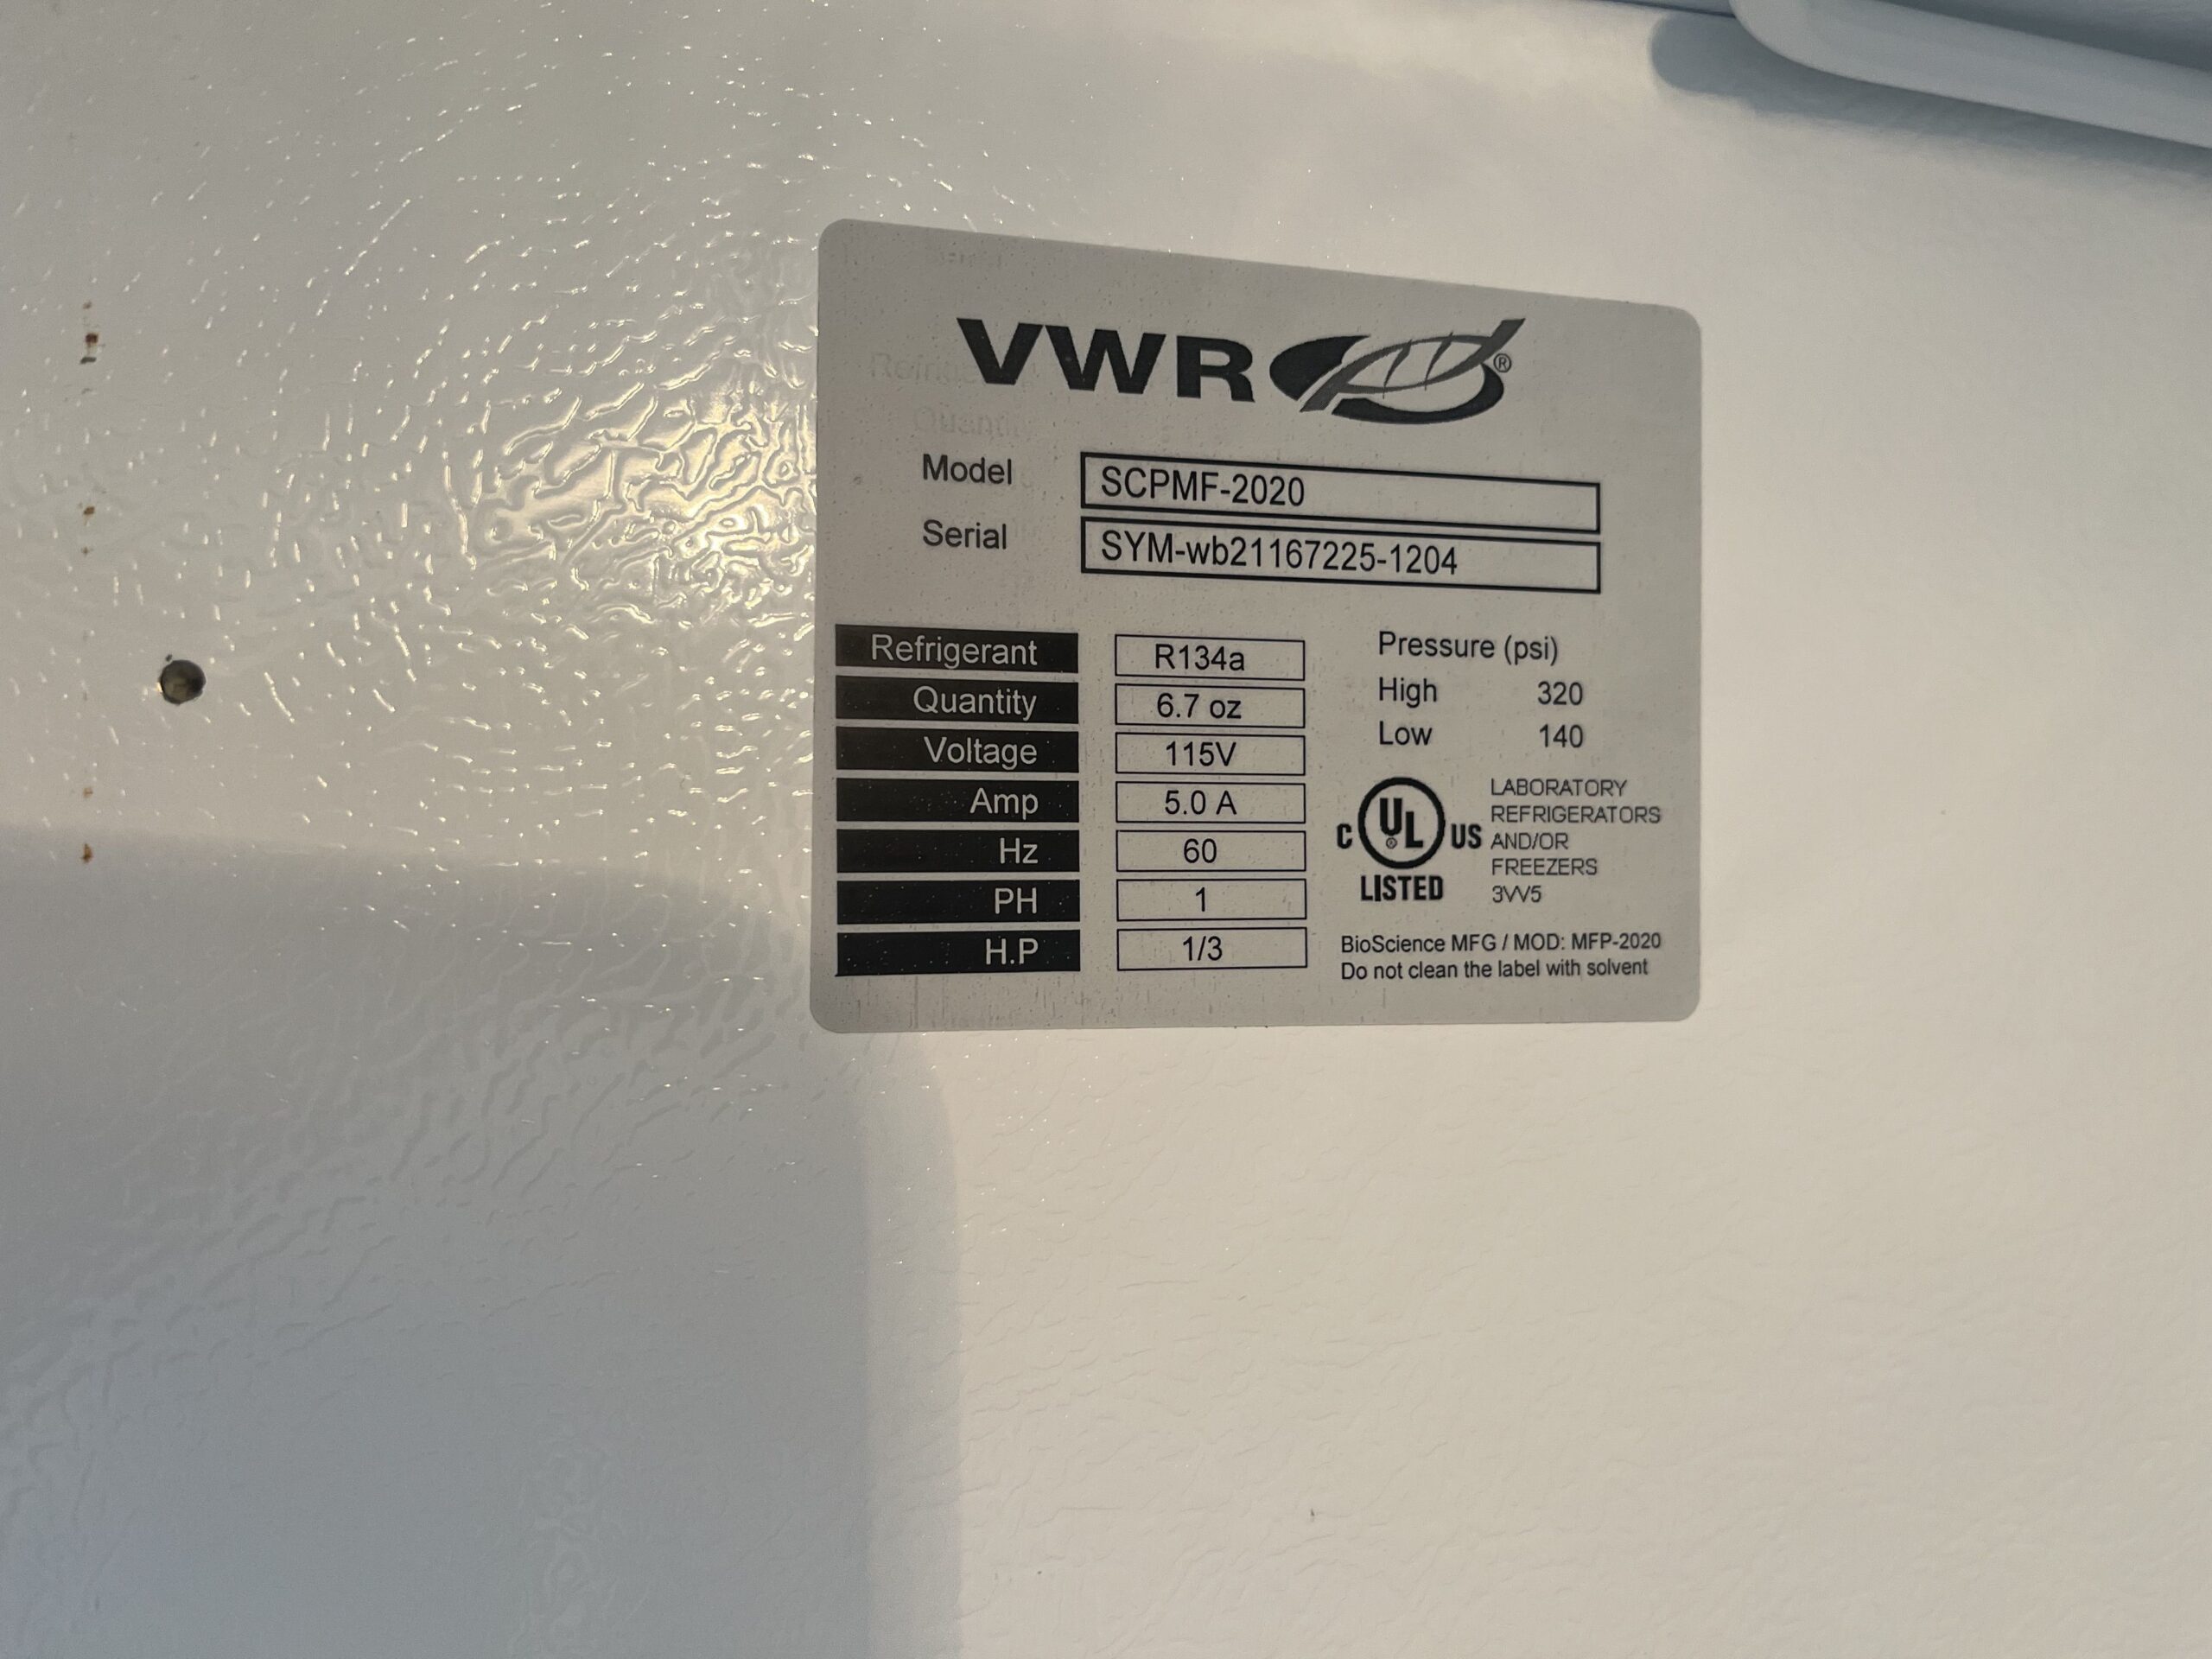 VWR®
Model SCPMF-2020
Serial SYM-wb21167225-1204
Refrigerant R134a
Quantity 6.7 oz
Voltage 115V
Amp 5.0 A
Hz 60
PH 1
H.P 1/3
Pressure (psi)
High 320
Low 140
C UL® US
LISTED
LABORATORY
REFRIGERATORS
AND/OR
FREEZERS
3VV5
BioScience MFG / MOD: MFP-2020
Do not clean the label with solvent